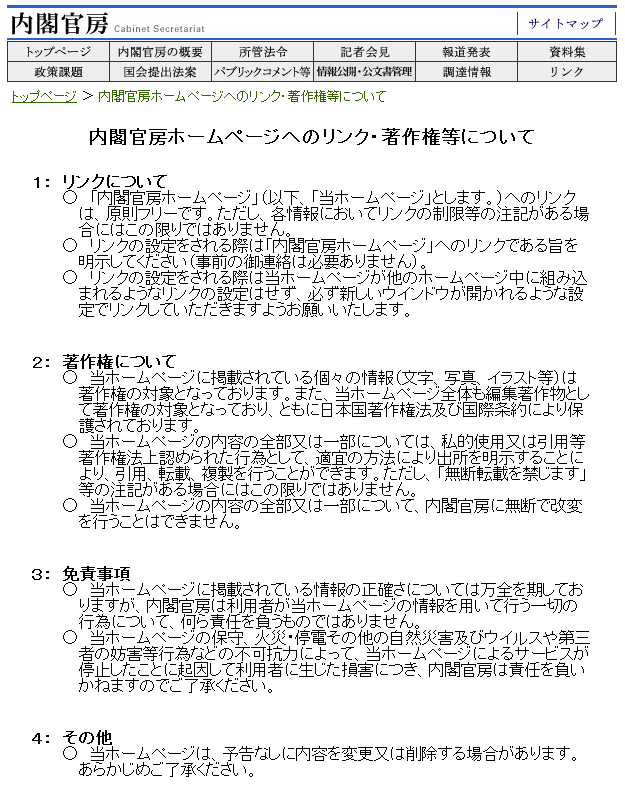 内閣官房 Cabinet Secretariat
サイトマップ
トップページ 内閣官房の概要 所管法令 記者会見 報道発表 資料集
政策課題 国会提出法案 パブリックコメント等 情報公開・公文書管理 調達情報 リンク
トップページ ＞ 内閣官房ホームページへのリンク・著作権等について
内閣官房ホームページへのリンク・著作権等について
１： リンクについて
○ 「内閣官房ホームページ」（以下、「当ホームページ」とします。）へのリンク
は、原則フリーです。ただし、各情報においてリンクの制限等の注記がある場
合にはこの限りではありません。
○ リンクの設定をされる際は「内閣官房ホームページ」へのリンクである旨を
明示してください（事前の御連絡は必要ありません）。
○ リンクの設定をされる際は当ホームページが他のホームページ中に組み込
まれるようなリンクの設定はせず、必ず新しいウインドウが開かれるような設
定でリンクしていただきますようお願いいたします。
２： 著作権について
○ 当ホームページに掲載されている個々の情報（文字、写真、イラスト等）は
著作権の対象となっております。また、当ホームページ全体も編集著作物とし
て著作権の対象となっており、ともに日本国著作権法及び国際条約により保
護されております。
○ 当ホームページの内容の全部又は一部については、私的使用又は引用等
著作権法上認められた行為として、適宜の方法により出所を明示することに
より、引用、転載、複製を行うことができます。ただし、「無断転載を禁じます」
等の注記がある場合にはこの限りではありません。
○ 当ホームページの内容の全部又は一部について、内閣官房に無断で改変
を行うことはできません。
３： 免責事項
○ 当ホームページに掲載されている情報の正確さについては万全を期してお
りますが、内閣官房は利用者が当ホームページの情報を用いて行う一切の
行為について、何ら責任を負うものではありません。
○ 当ホームページの保守、火災・停電その他の自然災害及びウイルスや第三
者の妨害等行為などの不可抗力によって、当ホームページによるサービスが
停止したことに起因して利用者に生じた損害につき、内閣官房は責任を負い
かねますのでご了承ください。
４： その他
○ 当ホームページは、予告なしに内容を変更又は削除する場合があります。
あらかじめご了承ください。